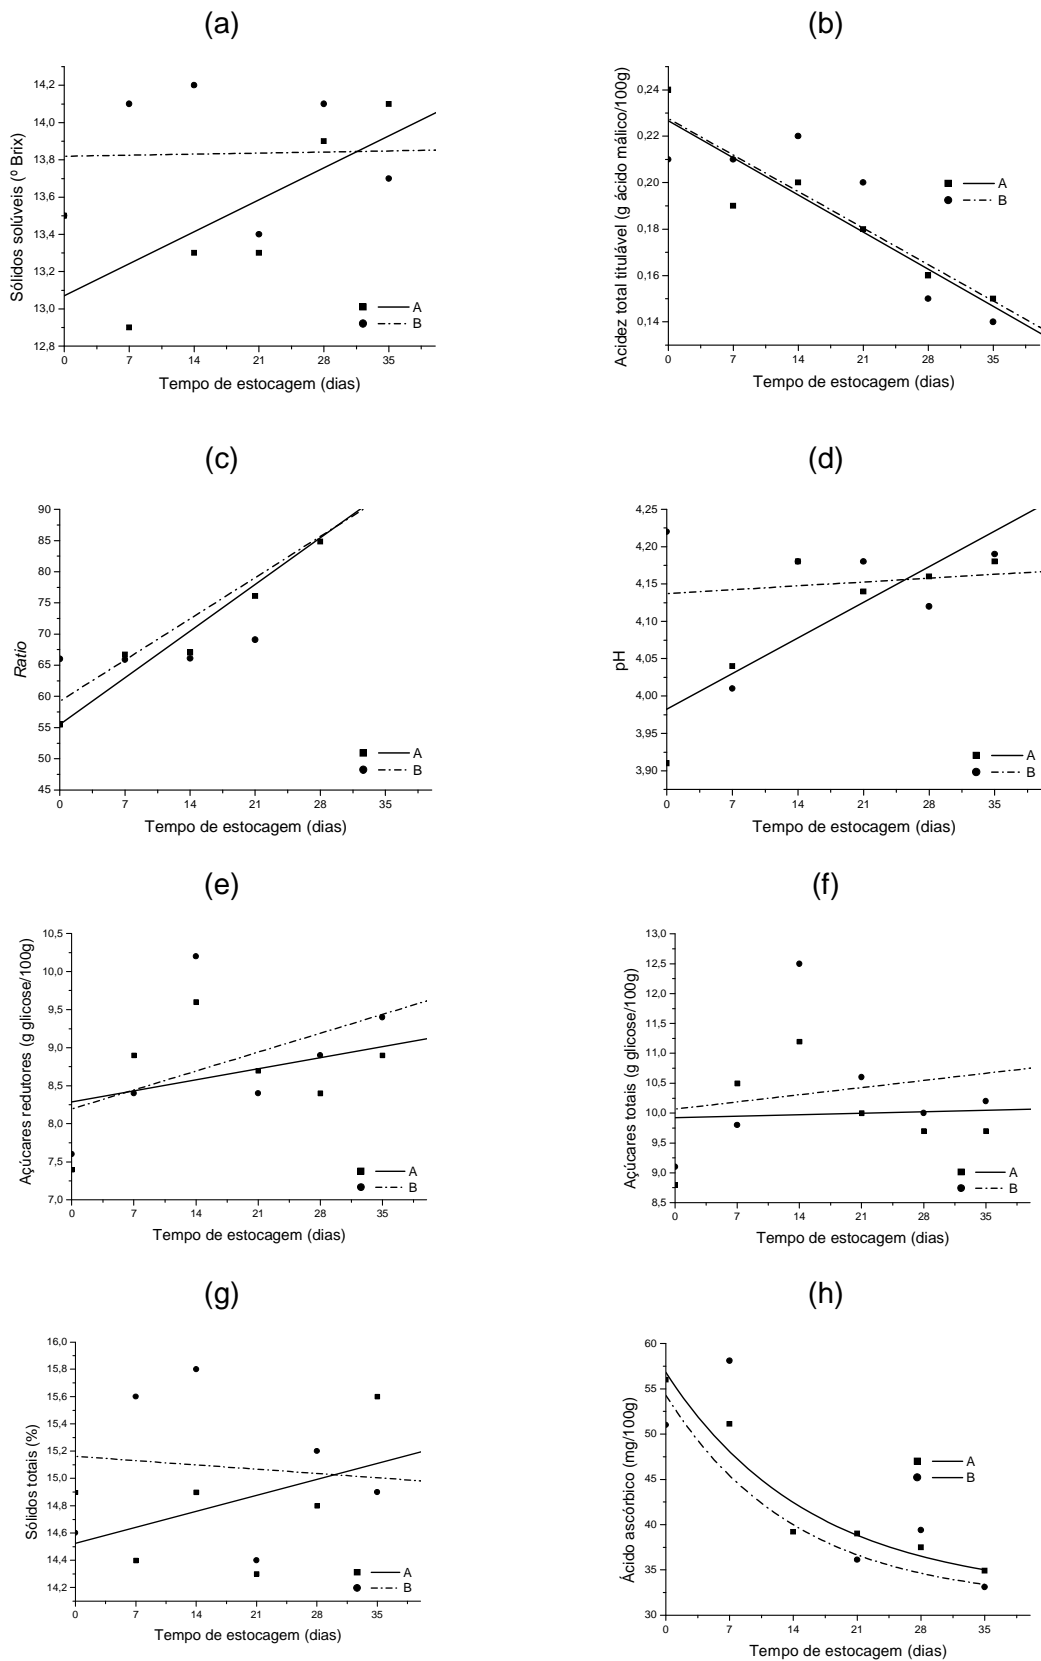 (a)
Sólidos solúveis (º Brix)
14,2
14,0
13,8
13,6
13,4
13,2
13,0
12,8
0 7 14 21 28 35
A
B
Tempo de estocagem (dias)
(b)
Acidez total titulável (g ácido málico/100g)
0,24
0,22
0,20
0,18
0,16
0,14
0 7 14 21 28 35
A
B
Tempo de estocagem (dias)
(c)
Ratio
90
85
80
75
70
65
60
55
50
45
0 7 14 21 28 35
A
B
Tempo de estocagem (dias)
(d)
pH
4,25
4,20
4,15
4,10
4,05
4,00
3,95
3,90
0 7 14 21 28 35
A
B
Tempo de estocagem (dias)
(e)
Açúcares redutores (g glicose/100g)
10,5
10,0
9,5
9,0
8,5
8,0
7,5
7,0
0 7 14 21 28 35
A
B
Tempo de estocagem (dias)
(f)
Açúcares totais (g glicose/100g)
13,0
12,5
12,0
11,5
11,0
10,5
10,0
9,5
9,0
8,5
0 7 14 21 28 35
A
B
Tempo de estocagem (dias)
(g)
Sólidos totais (%)
16,0
15,8
15,6
15,4
15,2
15,0
14,8
14,6
14,4
14,2
0 7 14 21 28 35
A
B
Tempo de estocagem (dias)
(h)
Ácido ascórbico (mg/100g)
60
55
50
45
40
35
30
0 7 14 21 28 35
A
B
Tempo de estocagem (dias)